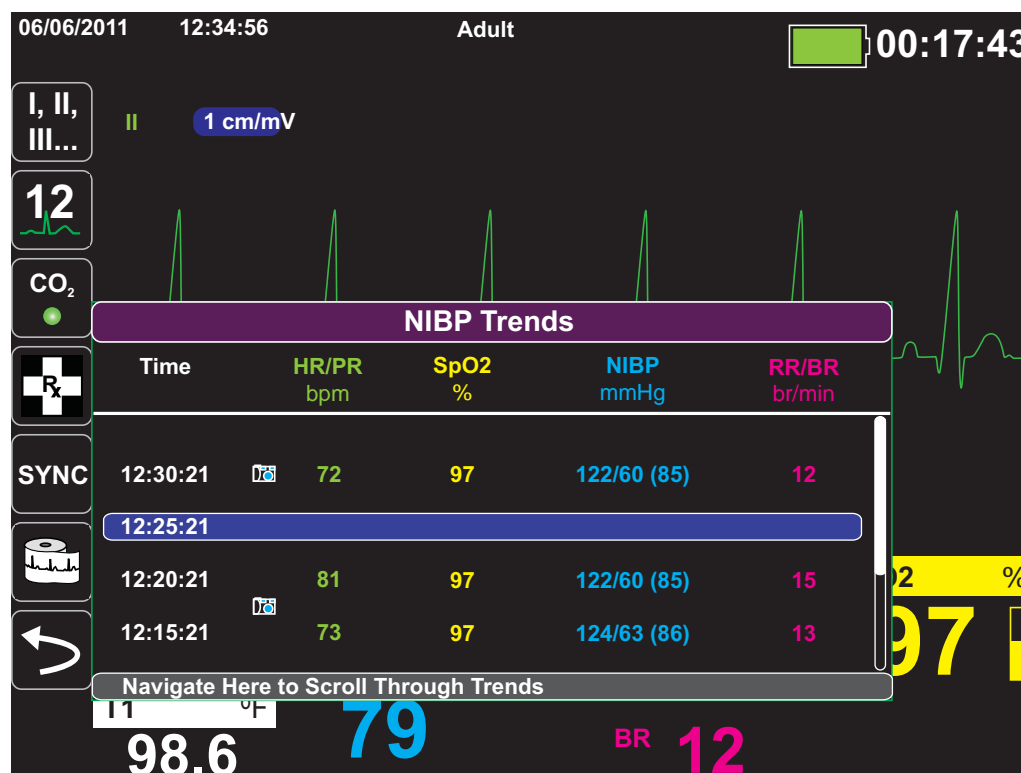 06/06/2011 12:34:56 Adult 00:17:43
I, II,
III...
II 1 cm/mV
12
CO2
NIBP Trends
Time HR/PR SpO2 NIBP RR/BR
bpm % mmHg br/min
Rx
SYNC 12:30:21 72 97 122/60 (85) 12
12:25:21
12:20:21 81 97 122/60 (85) 15
O2 %
12:15:21 73 97 124/63 (86) 13
97
Navigate Here to Scroll Through Trends
T1 ºF
98.6 79 BR 12